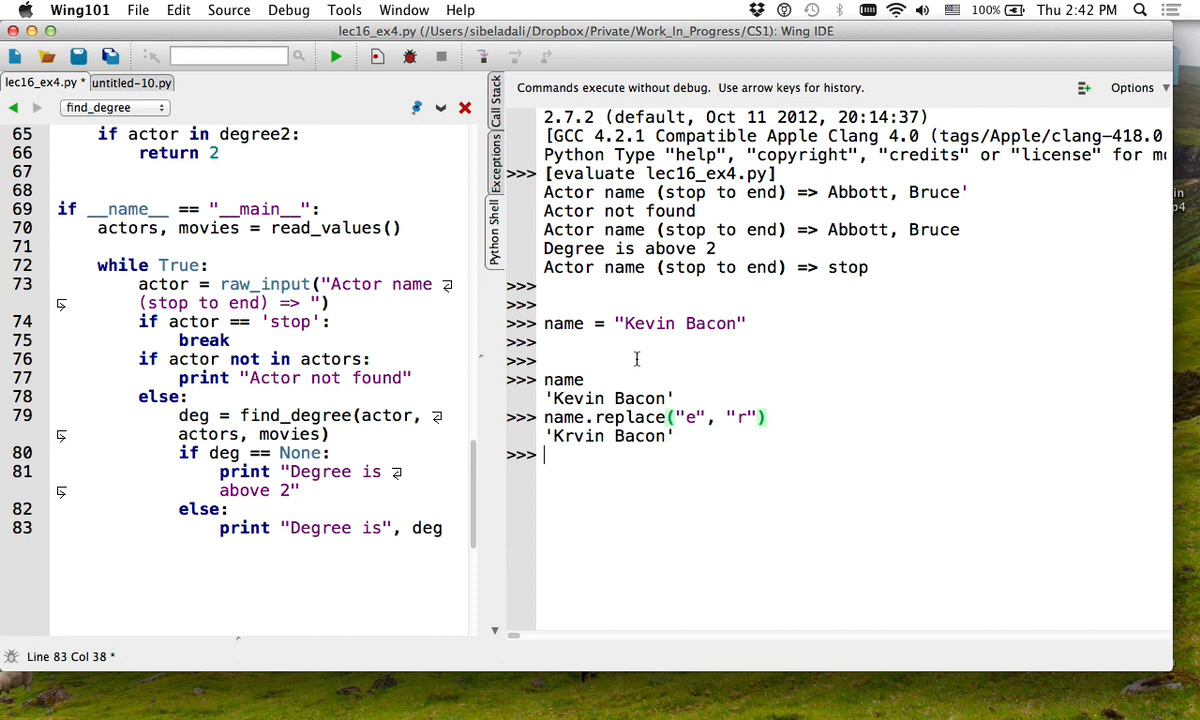 Wing101 File Edit Source Debug Tools Window Help 100% Thu 2:42 PM
lec16_ex4.py (/Users/sibeladali/Dropbox/Private/Work_In_Progress/CS1): Wing IDE
lec16_ex4.py * untitled-10.py
find_degree
65 if actor in degree2:
66 return 2
67
68
69 if __name__ == "__main__":
70 actors, movies = read_values()
71
72 while True:
73 actor = raw_input("Actor name
(stop to end) => ")
74 if actor == 'stop':
75 break
76 if actor not in actors:
77 print "Actor not found"
78 else:
79 deg = find_degree(actor,
actors, movies)
80 if deg == None:
81 print "Degree is
above 2"
82 else:
83 print "Degree is", deg
Line 83 Col 38 *
Call Stack
Exceptions
Python Shell
Commands execute without debug. Use arrow keys for history.
Options
2.7.2 (default, Oct 11 2012, 20:14:37)
[GCC 4.2.1 Compatible Apple Clang 4.0 (tags/Apple/clang-418.0
Python Type "help", "copyright", "credits" or "license" for
>>> [evaluate lec16_ex4.py]
Actor name (stop to end) => Abbott, Bruce'
Actor not found
Actor name (stop to end) => Abbott, Bruce
Degree is above 2
Actor name (stop to end) => stop
>>>
>>>
>>> name = "Kevin Bacon"
>>>
>>>
>>> name
'Kevin Bacon'
>>> name.replace("e", "r")
'Krvin Bacon'
>>>